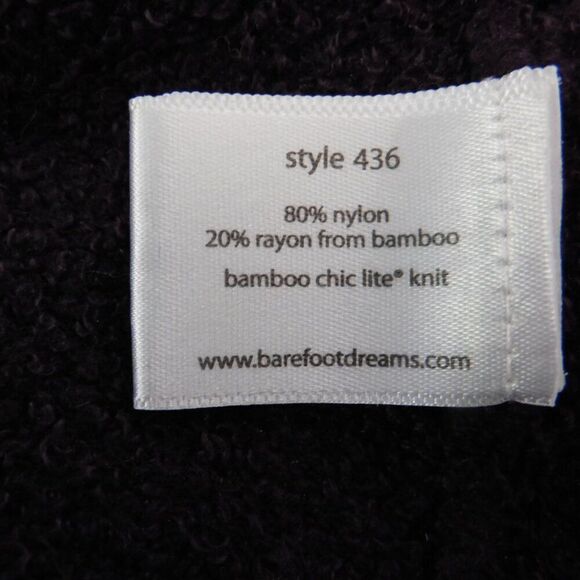 style 436
80% nylon
20% rayon from bamboo
bamboo chic lite® knit
www.barefootdreams.com